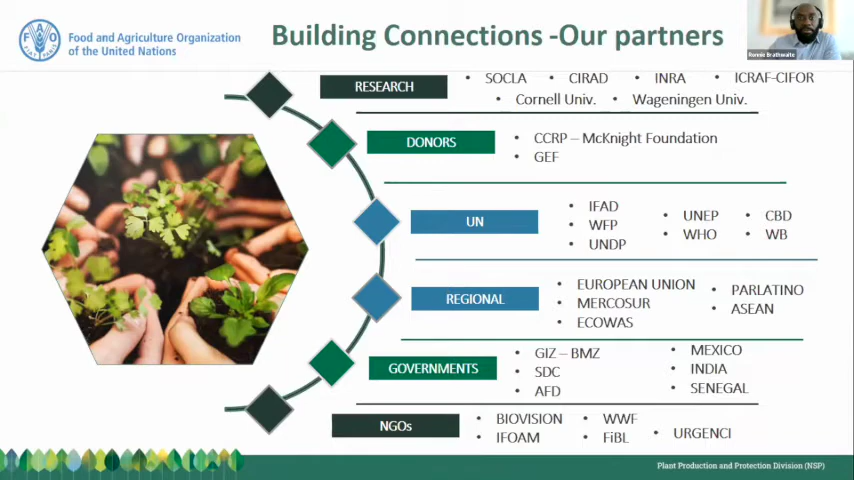 Food and Agriculture Organization
of the United Nations
Building Connections -Our partners
Ronnie Brathwaite
RESEARCH
• SOCLA • CIRAD • INRA • ICRAF-CIFOR
• Cornell Univ. • Wageningen Univ.
DONORS
• CCRP – McKnight Foundation
• GEF
UN
• IFAD
• WFP
• UNDP
• UNEP
• WHO
• CBD
• WB
REGIONAL
• EUROPEAN UNION
• MERCOSUR
• ECOWAS
• PARLATINO
• ASEAN
GOVERNMENTS
• GIZ – BMZ
• SDC
• AFD
• MEXICO
• INDIA
• SENEGAL
NGOs
• BIOVISION
• IFOAM
• WWF
• FiBL
• URGENCI
Plant Production and Protection Division (NSP)